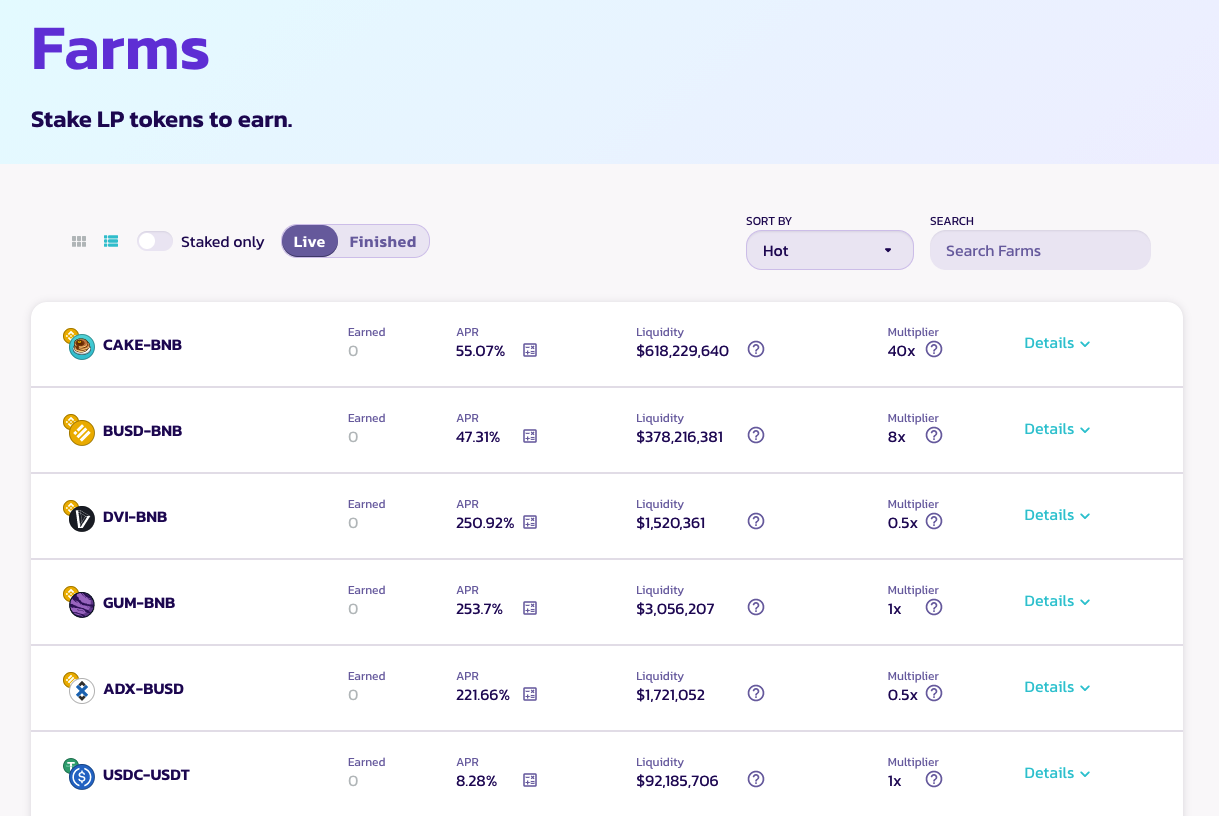 Farms
Stake LP tokens to earn.
Staked only
Live Finished
SORT BY
Hot
SEARCH
Search Farms
CAKE-BNB
Earned
0
APR
55.07%
Liquidity
$618,229,640
Multiplier
40x
Details
BUSD-BNB
Earned
0
APR
47.31%
Liquidity
$378,216,381
Multiplier
8x
Details
DVI-BNB
Earned
0
APR
250.92%
Liquidity
$1,520,361
Multiplier
0.5x
Details
GUM-BNB
Earned
0
APR
253.7%
Liquidity
$3,056,207
Multiplier
1x
Details
ADX-BUSD
Earned
0
APR
221.66%
Liquidity
$1,721,052
Multiplier
0.5x
Details
USDC-USDT
Earned
0
APR
8.28%
Liquidity
$92,185,706
Multiplier
1x
Details